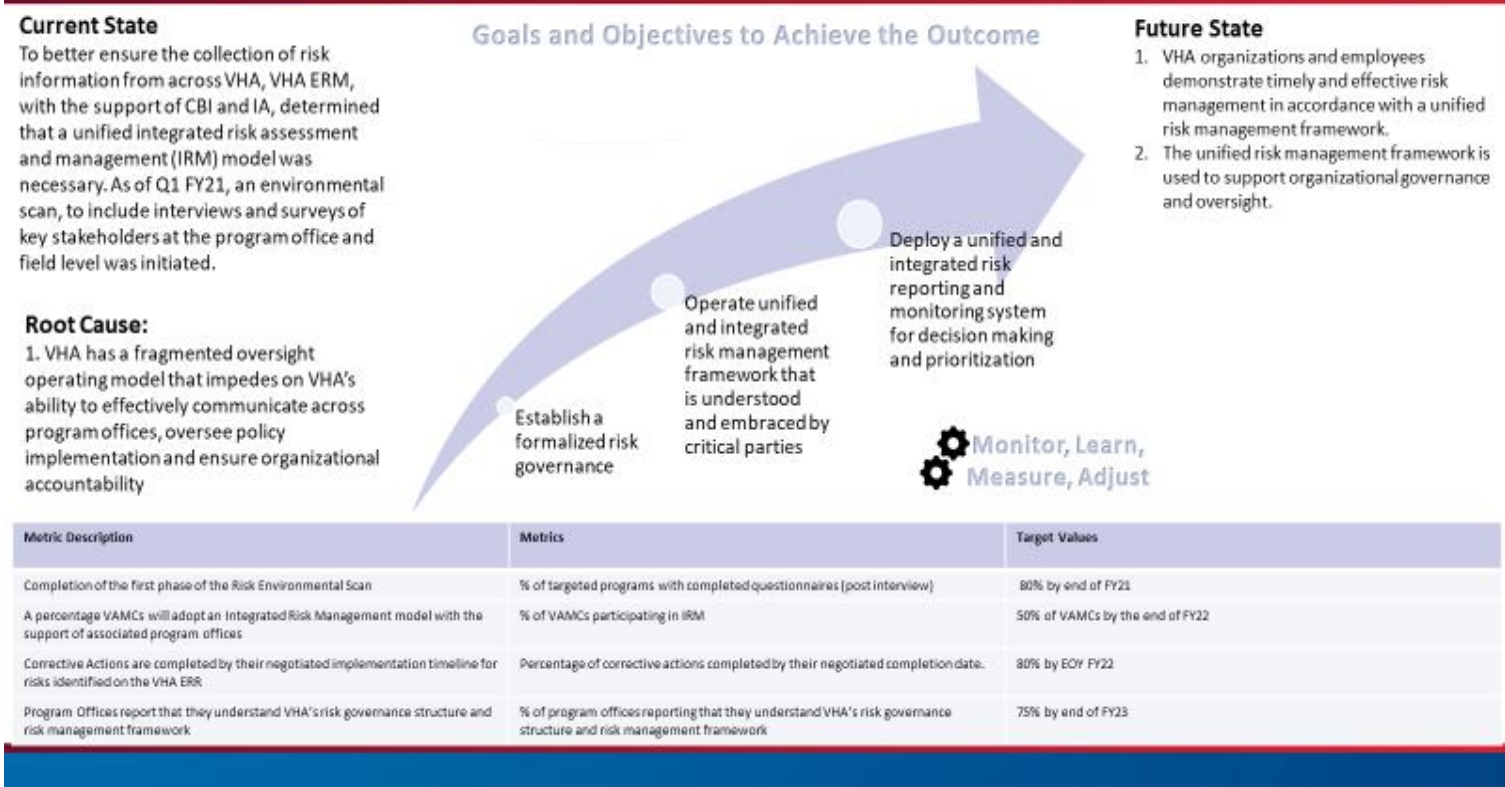 Current State
To better ensure the collection of risk
information from across VHA, VHA ERM,
with the support of CBI and IA, determined
that a unified integrated risk assessment
and management (IRM) model was
necessary. As of Q1 FY21, an environmental
scan, to include interviews and surveys of
key stakeholders at the program office and
field level was initiated.
Root Cause:
1. VHA has a fragmented oversight
operating model that impedes on VHA's
ability to effectively communicate across
program offices, oversee policy
implementation and ensure organizational
accountability
Goals and Objectives to Achieve the Outcome
Establish a
formalized risk
governance
Operate unified
and integrated
risk management
framework that
is understood
and embraced by
critical parties
Deploy a unified and
integrated risk
reporting and
monitoring system
for decision making
and prioritization
Monitor, Learn,
Measure, Adjust
Future State
1. VHA organizations and employees
demonstrate timely and effective risk
management in accordance with a unified
risk management framework.
2. The unified risk management framework is
used to support organizational governance
and oversight.
Metric Description
Metrics
Target Values
Completion of the first phase of the Risk Environmental Scan
% of targeted programs with completed questionnaires (post interview)
80% by end of FY21
A percentage VAMCs will adopt an Integrated Risk Management model with the
support of associated program offices
% of VAMCs participating in IRM
50% of VAMCs by the end of FY22
Corrective Actions are completed by their negotiated implementation timeline for
risks identified on the VHA ERR
Percentage of corrective actions completed by their negotiated completion date.
80% by EOY FY22
Program Offices report that they understand VHA's risk governance structure and
risk management framework
% of program offices reporting that they understand VHA's risk governance
structure and risk management framework
75% by end of FY23